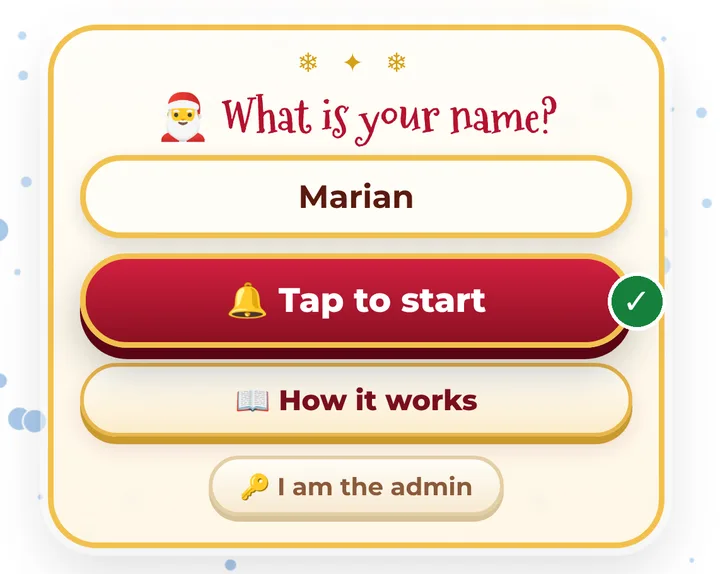 What is your name?
Marian
Tap to start
How it works
I am the admin